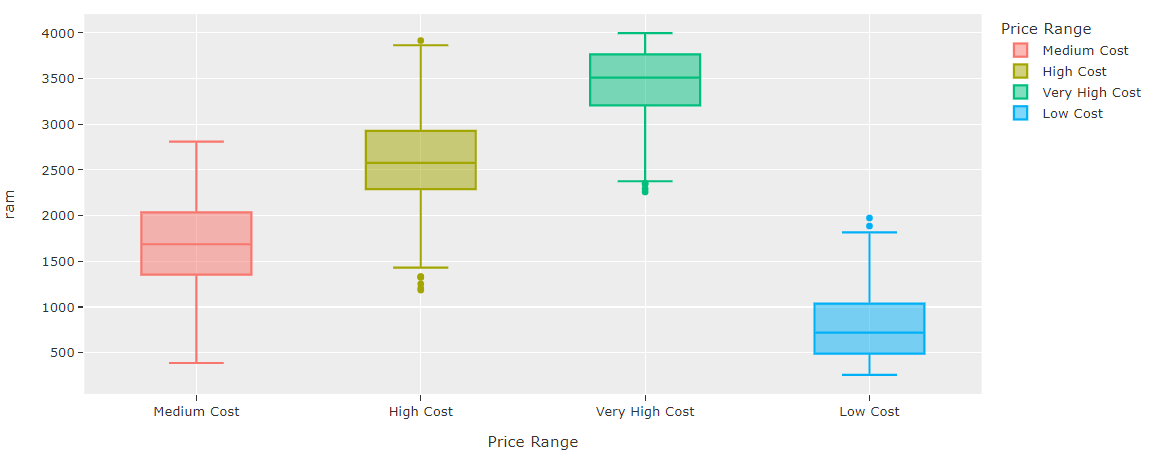 4000
3500
3000
2500
2000
1500
1000
500
ram
Medium Cost
High Cost
Very High Cost
Low Cost
Price Range
Price Range
Medium Cost
High Cost
Very High Cost
Low Cost